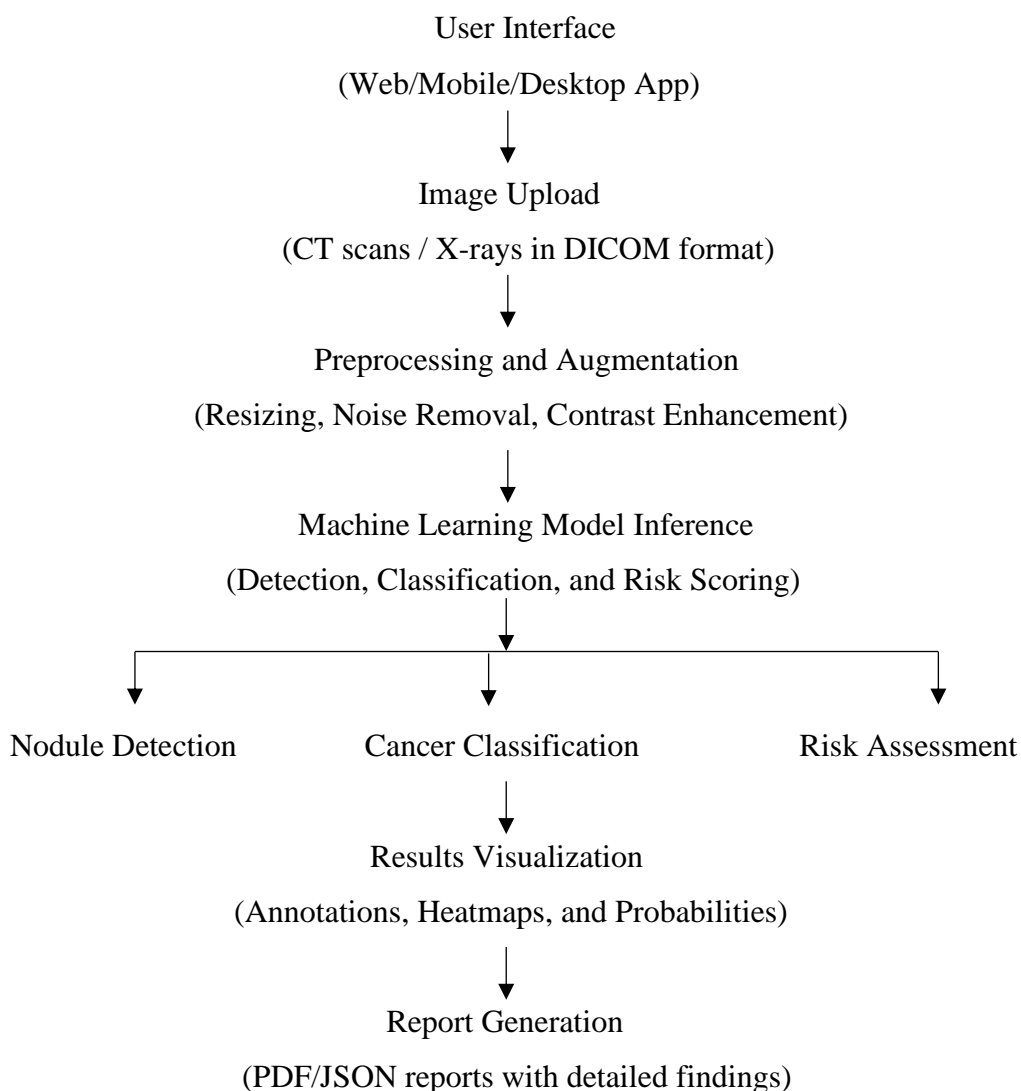 User Interface
(Web/Mobile/Desktop App)
Image Upload
(CT scans / X-rays in DICOM format)
Preprocessing and Augmentation
(Resizing, Noise Removal, Contrast Enhancement)
Machine Learning Model Inference
(Detection, Classification, and Risk Scoring)
Nodule Detection Cancer Classification Risk Assessment
Results Visualization
(Annotations, Heatmaps, and Probabilities)
Report Generation
(PDF/JSON reports with detailed findings)